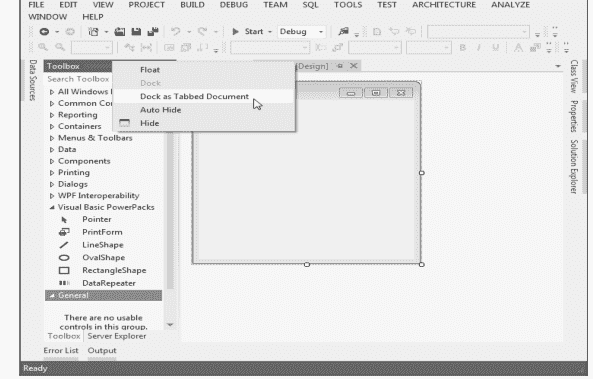 FILE EDIT VIEW PROJECT BUILD DEBUG TEAM SQL TOOLS TEST ARCHITECTURE ANALYZE
WINDOW HELP
Start - Debug
Data Sources
Toolbox
Search Toolbox
All Windows
Common Co
Reporting
Containers
Menus & Toolbars
Data
Components
Printing
Dialogs
WPF Interoperability
Visual Basic PowerPacks
Pointer
PrintForm
LineShape
OvalShape
RectangleShape
DataRepeater
General
There are no usable
controls in this group.
Toolbox Server Explorer
Float
Dock
Dock as Tabbed Document
Auto Hide
Hide
[Design]
Class View
Properties
Solution Explorer
Error List Output
Ready